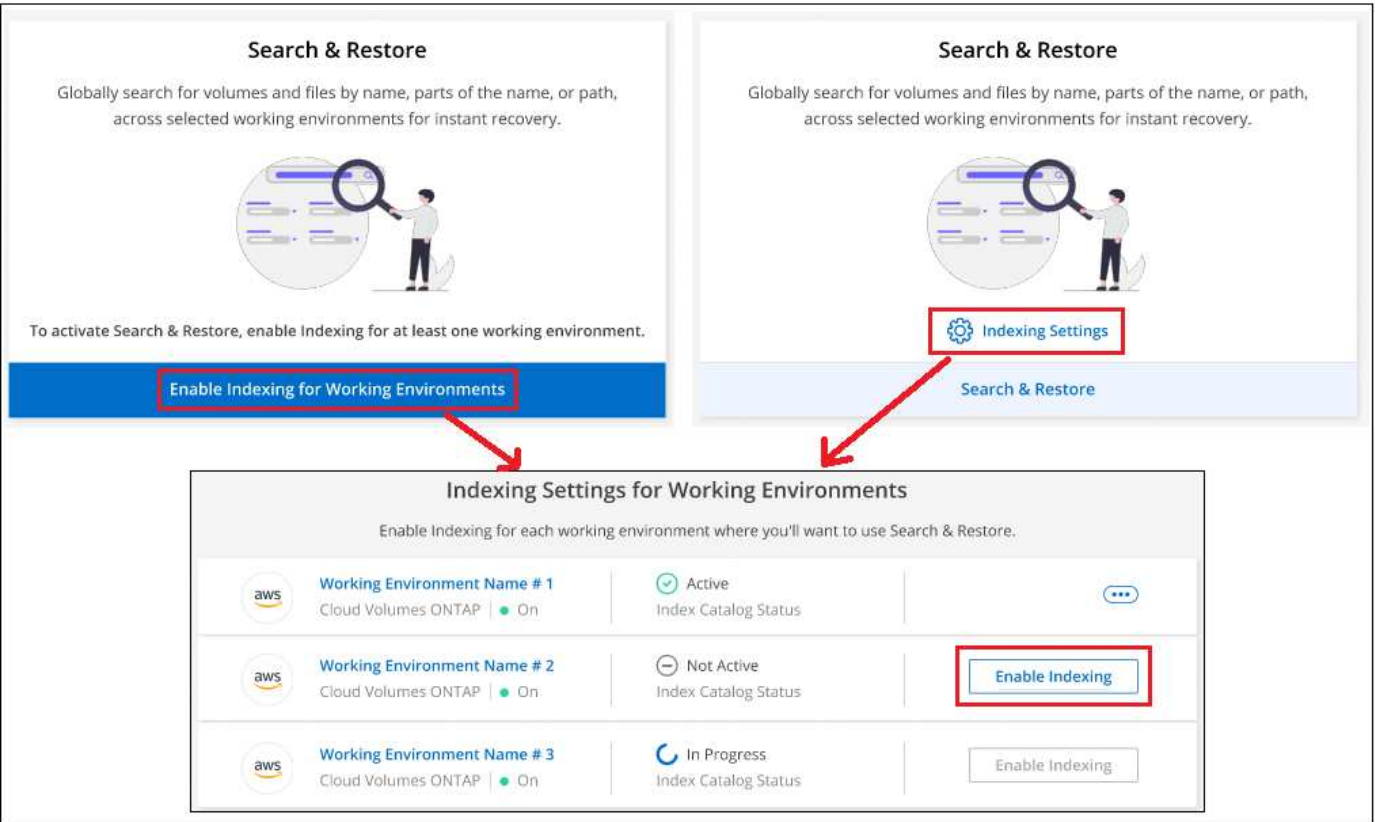 Search & Restore
Globally search for volumes and files by name, parts of the name, or path,
across selected working environments for instant recovery.
To activate Search & Restore, enable Indexing for at least one working environment.
Enable Indexing for Working Environments
Search & Restore
Globally search for volumes and files by name, parts of the name, or path,
across selected working environments for instant recovery.
Indexing Settings
Search & Restore
Indexing Settings for Working Environments
Enable Indexing for each working environment where you'll want to use Search & Restore.
aws
Working Environment Name # 1
Cloud Volumes ONTAP | On
Active
Index Catalog Status
aws
Working Environment Name # 2
Cloud Volumes ONTAP | On
Not Active
Index Catalog Status
Enable Indexing
aws
Working Environment Name # 3
Cloud Volumes ONTAP | On
In Progress
Index Catalog Status
Enable Indexing